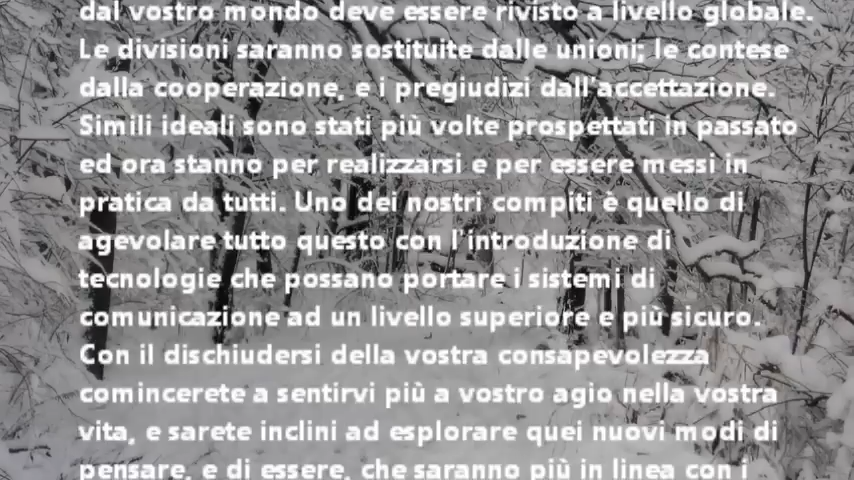 dal vostro mondo deve essere rivisto a livello globale.
Le divisioni saranno sostituite dalle unioni; le contese
dalla cooperazione, e i pregiudizi dall'accettazione.
Simili ideali sono stati più volte prospettati in passato
ed ora stanno per realizzarsi e per essere messi in
pratica da tutti. Uno dei nostri compiti è quello di
agevolare tutto questo con l'introduzione di
tecnologie che possano portare i sistemi di
comunicazione ad un livello superiore e più sicuro.
Con il dischiudersi della vostra consapevolezza
comincerete a sentirvi più a vostro agio nella vostra
vita, e sarete inclini ad esplorare quei nuovi modi di
pensare, e di essere, che saranno più in linea con i